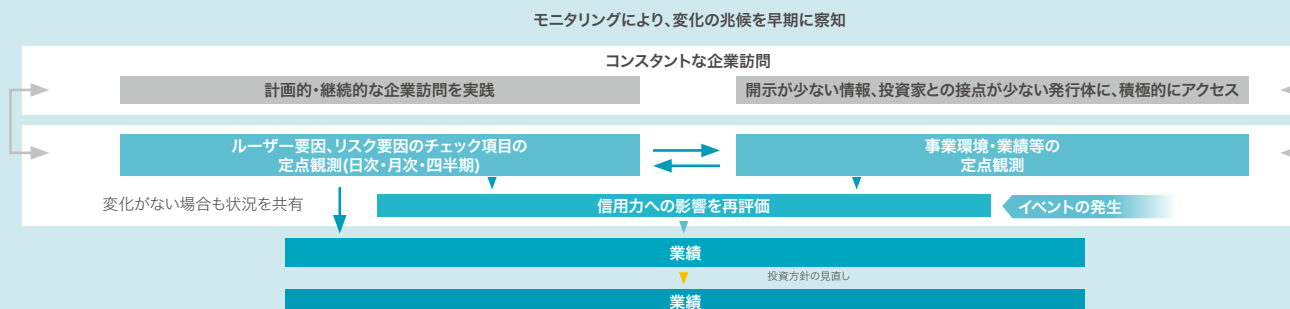 モニタリングにより、変化の兆候を早期に察知
コンスタントな企業訪問
計画的・継続的な企業訪問を実践
開示が少ない情報、投資家との接点が少ない発行体に、積極的にアクセス
ルーザー要因、リスク要因のチェック項目の
定点観測(日次・月次・四半期)
事業環境・業績等の
定点観測
変化がない場合も状況を共有
信用力への影響を再評価
イベントの発生
業績
投資方針の見直し
業績